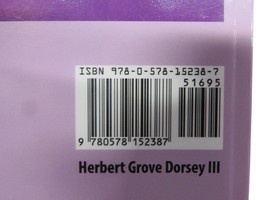 ISBN 978-0-578-15238-7
51695
9 780578 152387
Herbert Grove Dorsey III